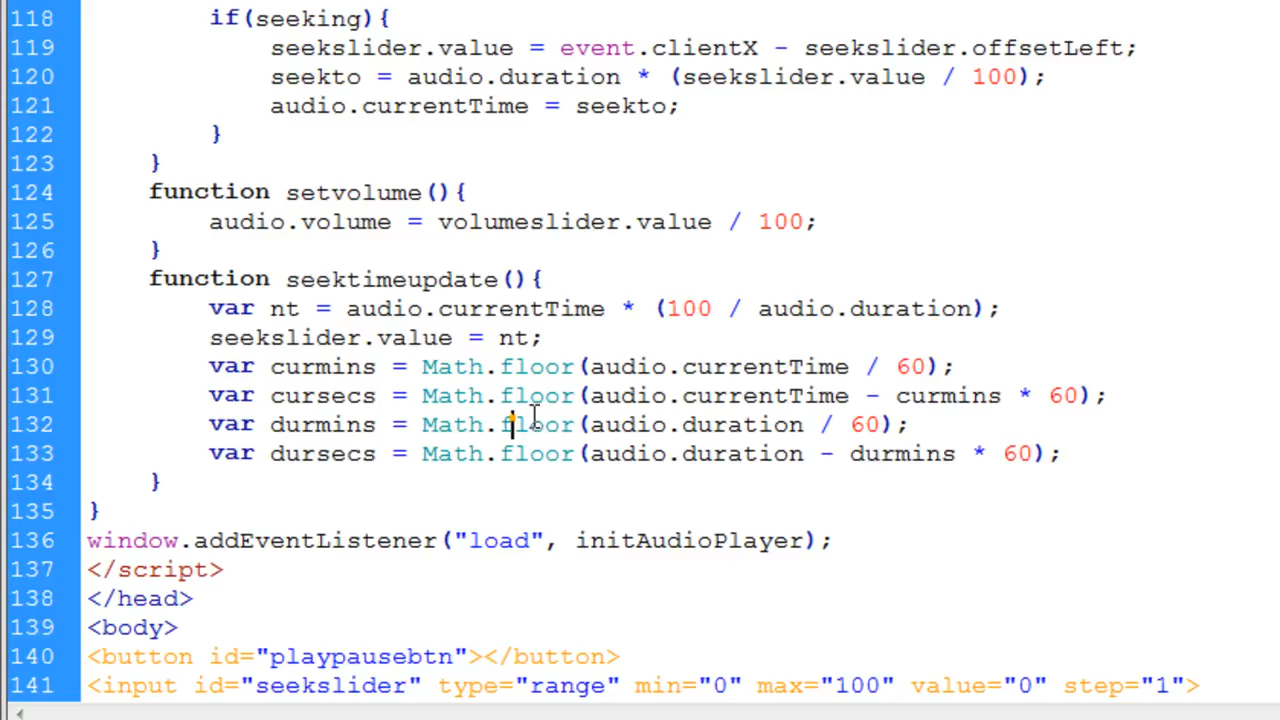 118 if(seeking){
119 seekslider.value = event.clientX - seekslider.offsetLeft;
120 seekto = audio.duration * (seekslider.value / 100);
121 audio.currentTime = seekto;
122 }
123 }
124 function setvolume(){
125 audio.volume = volumeslider.value / 100;
126 }
127 function seektimeupdate(){
128 var nt = audio.currentTime * (100 / audio.duration);
129 seekslider.value = nt;
130 var curmins = Math.floor(audio.currentTime / 60);
131 var cursecs = Math.floor(audio.currentTime - curmins * 60);
132 var durmins = Math.floor(audio.duration / 60);
133 var dursecs = Math.floor(audio.duration - durmins * 60);
134 }
135 }
136 window.addEventListener("load", initAudioPlayer);
137 </script>
138 </head>
139 <body>
140 <button id="playpausebtn"></button>
141 <input id="seekslider" type="range" min="0" max="100" value="0" step="1">